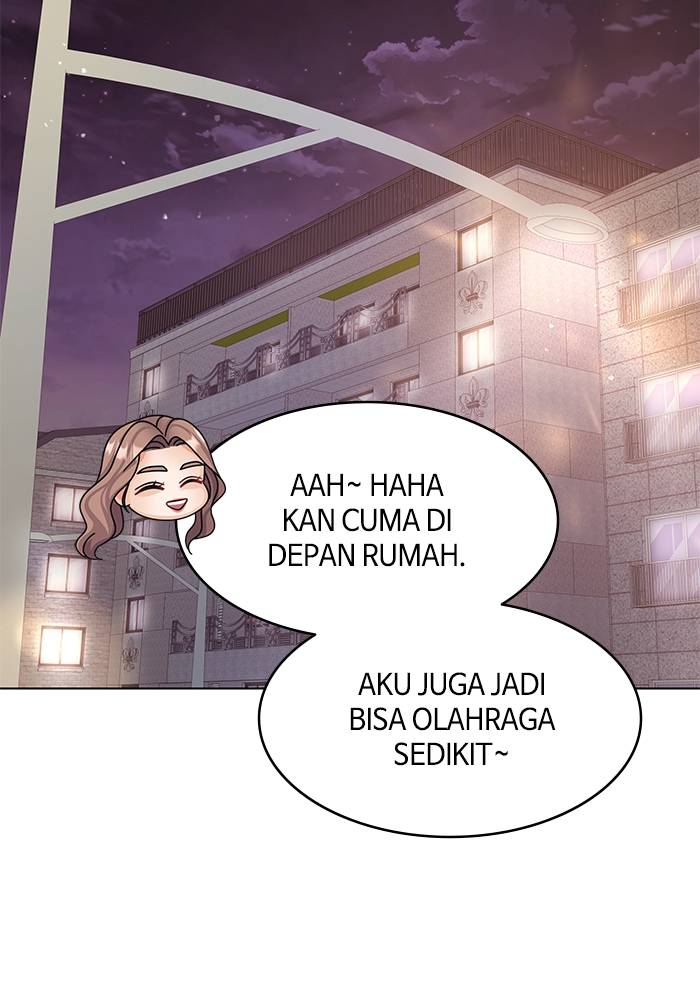 AAH~ HAHA
KAN CUMA DI
DEPAN RUMAH.
AKU JUGA JADI
BISA OLAHRAGA
SEDIKIT~